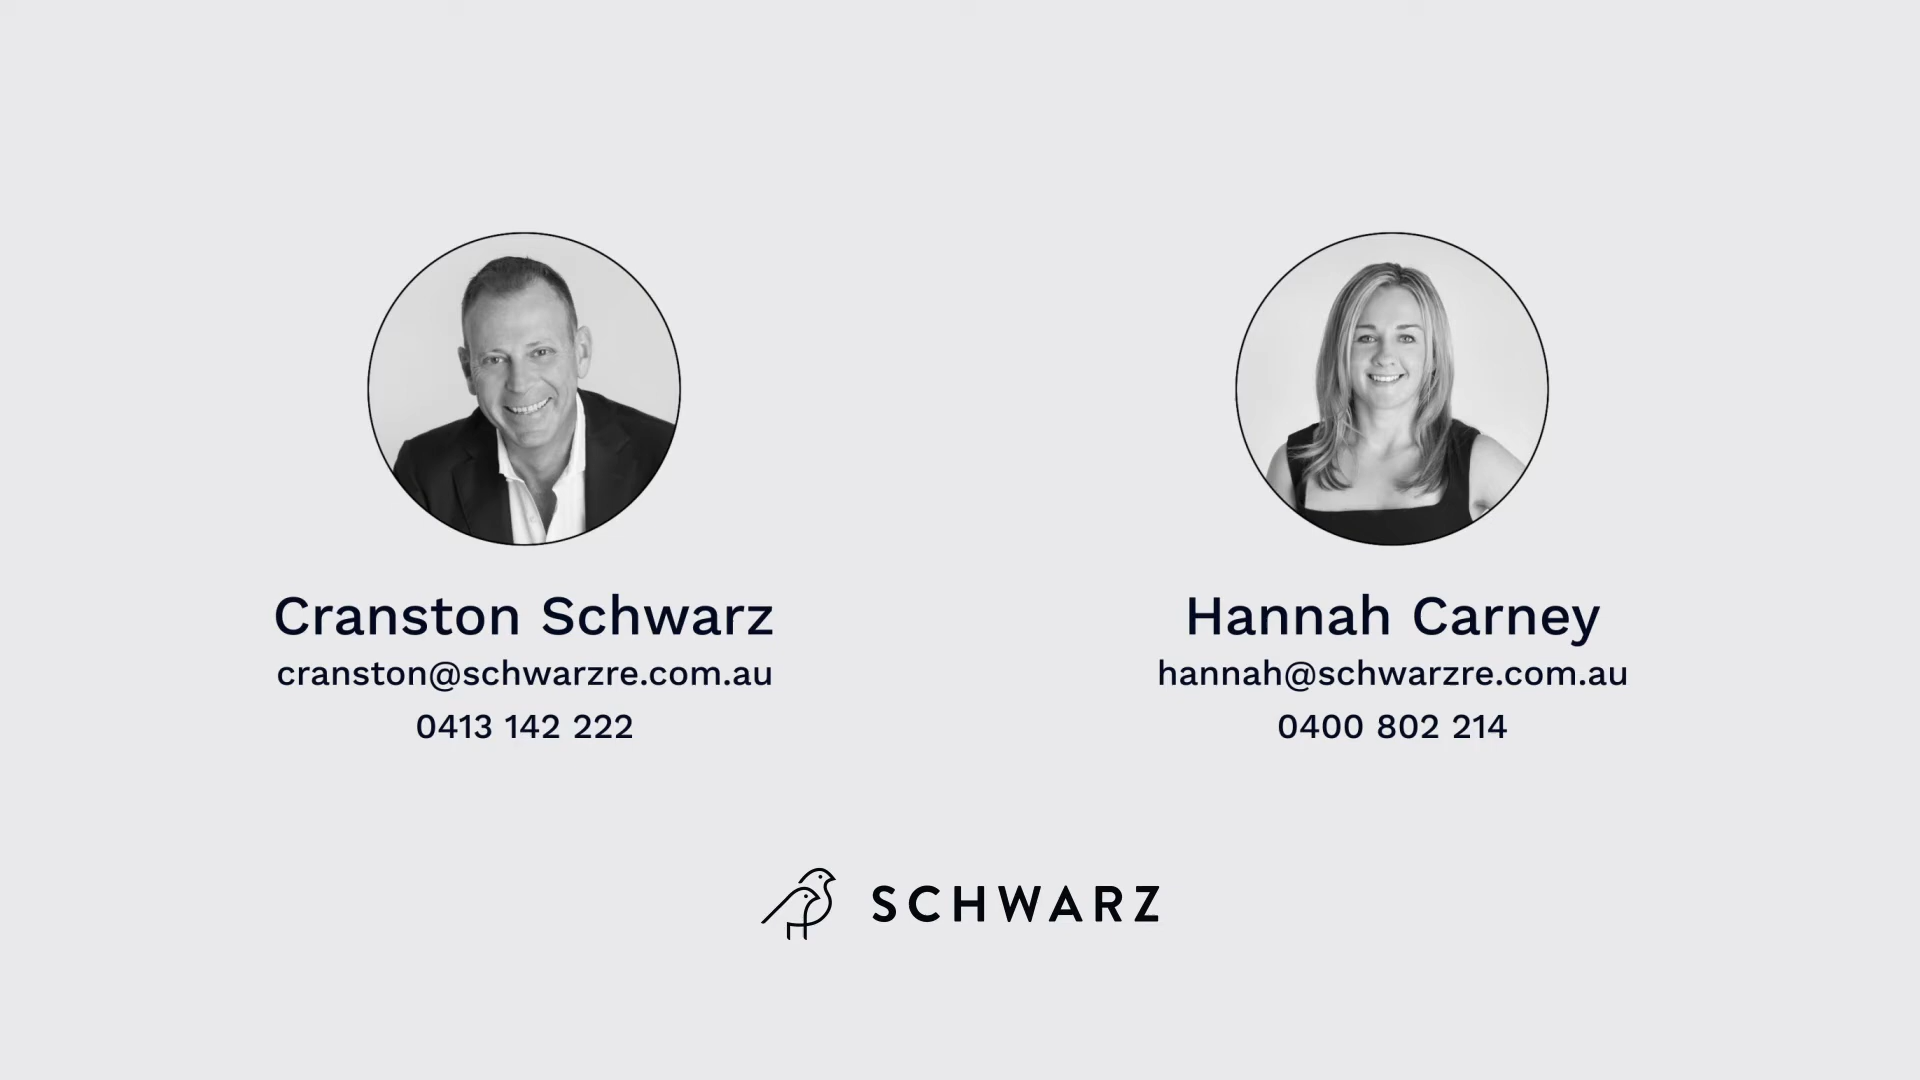 Cranston Schwarz
cranston@schwarzre.com.au
0413 142 222
Hannah Carney
hannah@schwarzre.com.au
0400 802 214
SCHWARZ